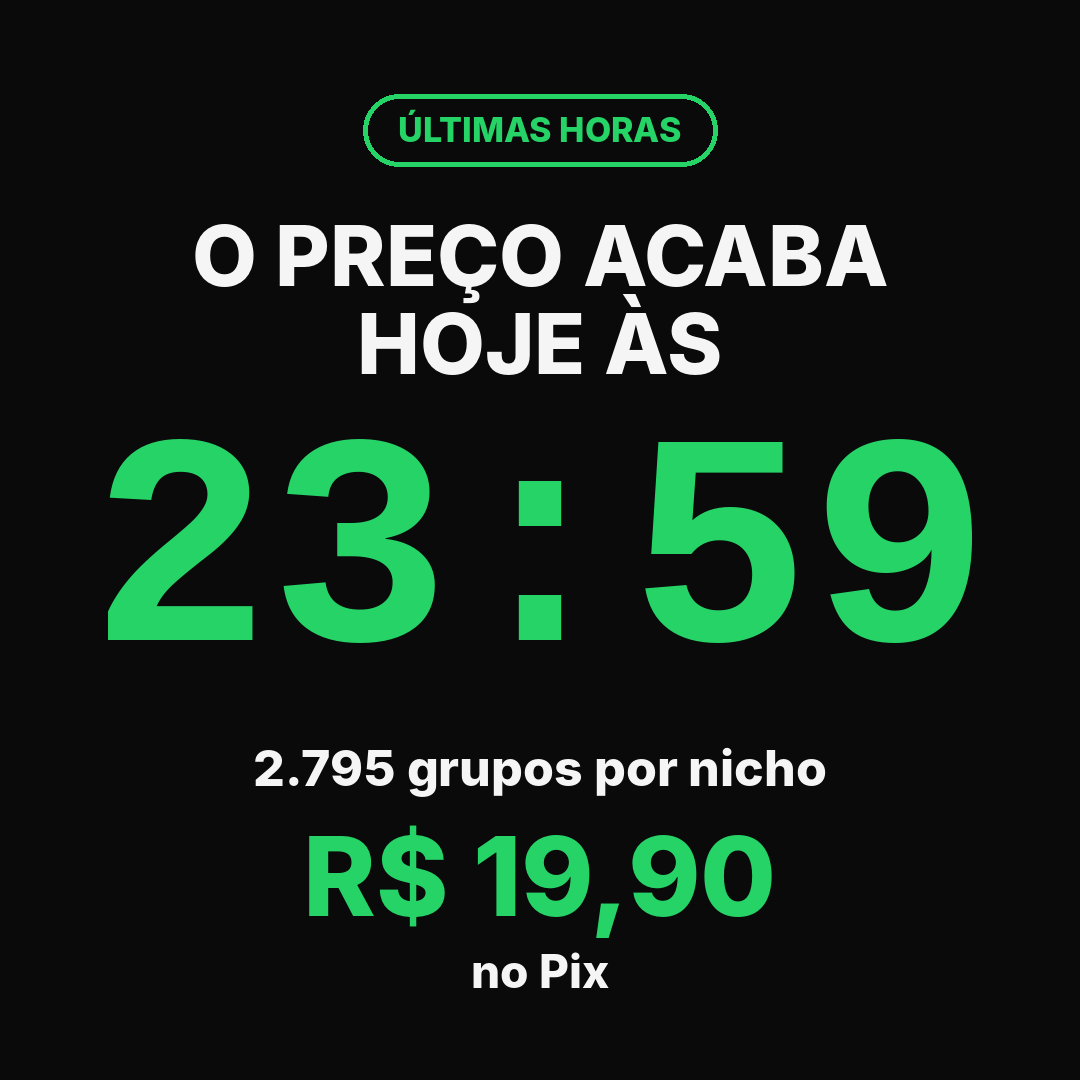 ÚLTIMAS HORAS
O PREÇO ACABA
HOJE ÀS
23:59
2.795 grupos por nicho
R$ 19,90
no Pix